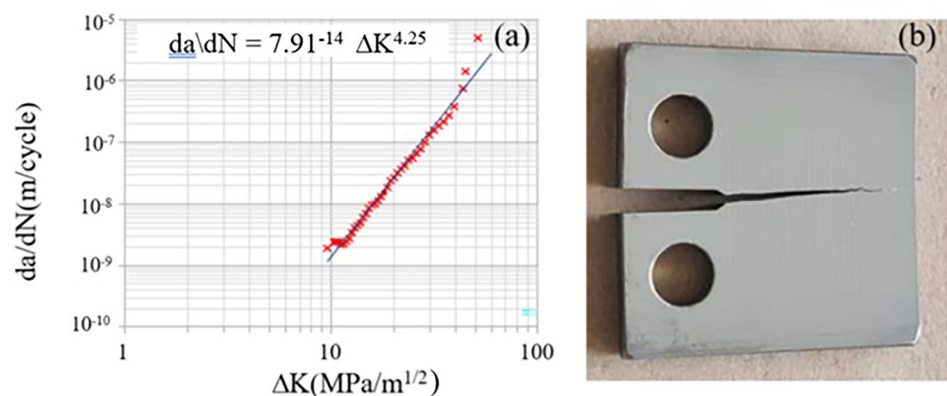 10⁻⁵
da\dN = 7.91⁻¹⁴ ΔK⁴·²⁵
(a)
10⁻⁶
10⁻⁷
10⁻⁸
10⁻⁹
10⁻¹⁰
da/dN(m/cycle)
1
10
100
ΔK(MPa/m¹/²)
(b)